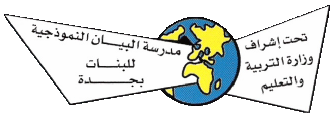 تحت إشراف
وزارة التربية
والتعليم
مدرسة البيان النموذجية
للبنات
بجدة